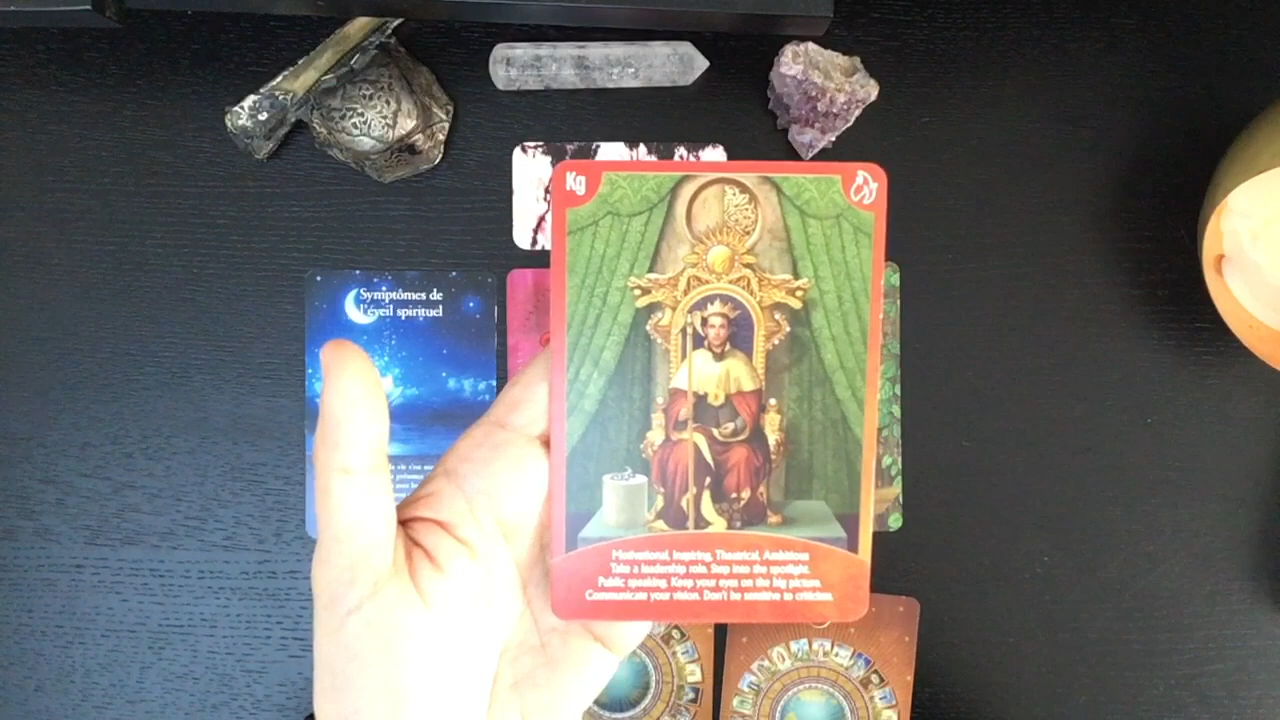 Kg
Symptômes de
l'éveil spirituel
Motivational, Inspiring, Theatrical, Ambitious
Take a leadership role. Step into the spotlight.
Public speaking. Keep your eyes on the big picture.
Communicate your vision. Don't be sensitive to criticism.